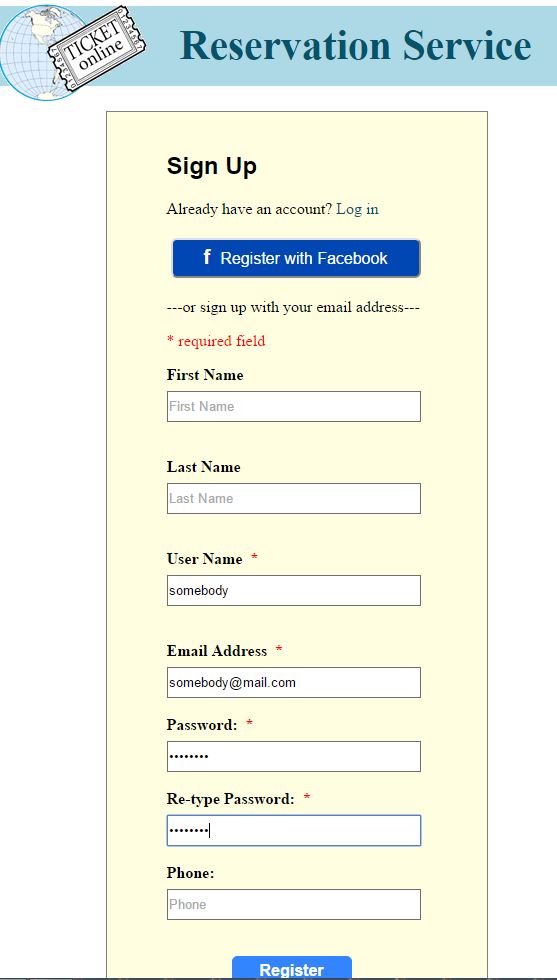 TICKET
online
Reservation Service
Sign Up
Already have an account? Log in
f Register with Facebook
---or sign up with your email address---
* required field
First Name
First Name
Last Name
Last Name
User Name *
somebody
Email Address *
somebody@mail.com
Password: *
••••••••
Re-type Password: *
••••••••
Phone:
Phone
Register